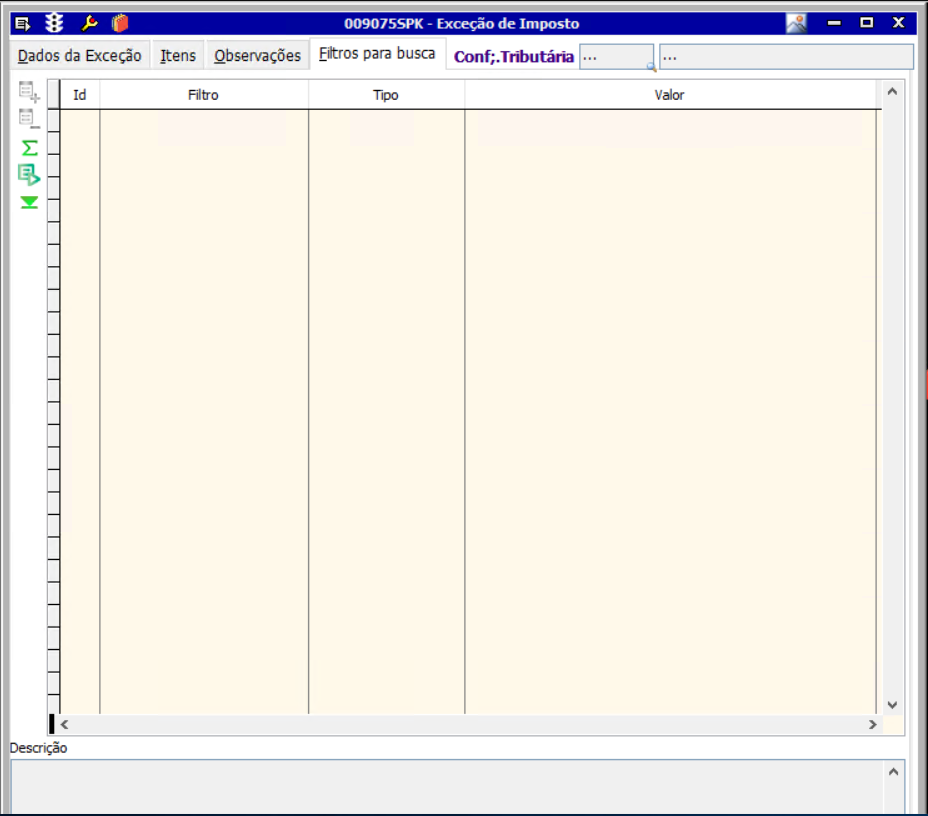 009075SPK - Exceção de Imposto
Dados da Exceção Itens Observações Filtros para busca Conf;.Tributária ... ...
Id Filtro Tipo Valor
Descrição